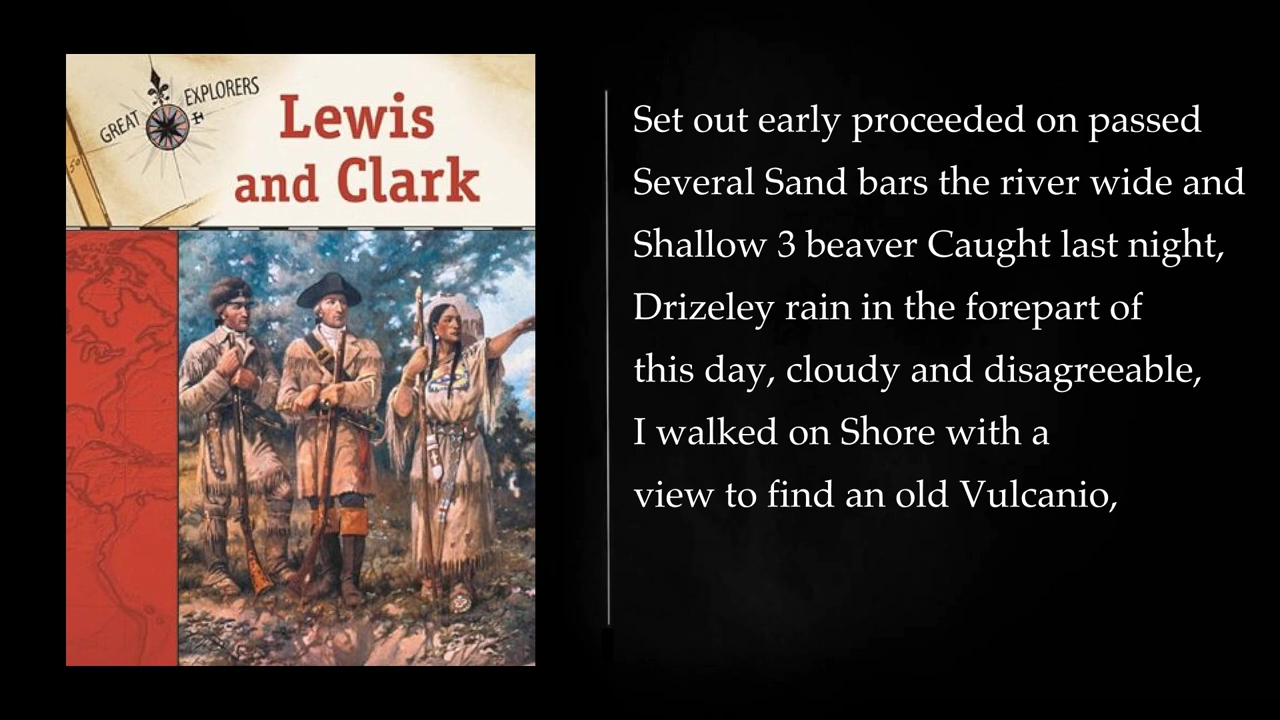 GREAT EXPLORERS
Lewis
and Clark
50
Set out early proceeded on passed
Several Sand bars the river wide and
Shallow 3 beaver Caught last night,
Drizeley rain in the forepart of
this day, cloudy and disagreeable,
I walked on Shore with a
view to find an old Vulcanio,